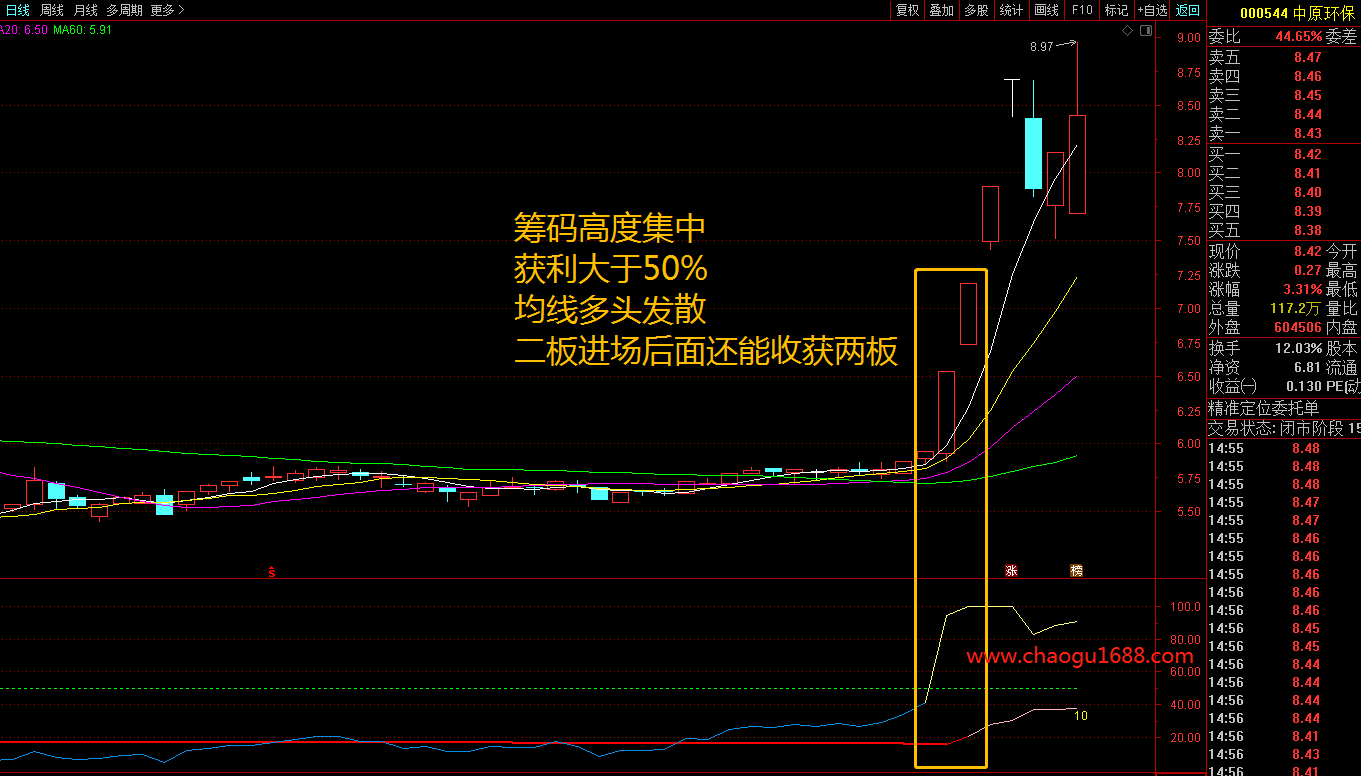 日线 周线 月线 多周期 更多 复权 叠加 多股 统计 画线 F10 标记 +自选 返回
A20: 6.50 MA60: 5.91
000544 中原环保
委比 44.65% 委差
卖五 8.47
卖四 8.46
卖三 8.45
卖二 8.44
卖一 8.43
买一 8.42
买二 8.41
买三 8.40
买四 8.39
买五 8.38
现价 8.42 今开
涨跌 0.27 最高
涨幅 3.31% 最低
总量 117.2万 量比
外盘 604506 内盘
换手 12.03% 股本
净资 6.81 流通
收益(一) 0.130 PE(动
精准定位委托单
交易状态: 闭市阶段 15
14:55 8.48
14:55 8.48
14:55 8.48
14:55 8.47
14:55 8.47
14:55 8.46
14:55 8.46
14:55 8.46
14:56 8.46
14:56 8.46
14:56 8.45
14:56 8.45
14:56 8.44
14:56 8.44
14:56 8.44
14:56 8.44
14:56 8.41
14:56 8.43
14:56 8.41
8.97
9.00
8.75
8.50
8.25
8.00
7.75
7.50
7.25
7.00
6.75
6.50
6.25
6.00
5.75
5.50
筹码高度集中
获利大于50%
均线多头发散
二板进场后面还能收获两板
涨 榜
100.0
80.00
60.00
40.00
20.00
10
www.chaogu1688.com